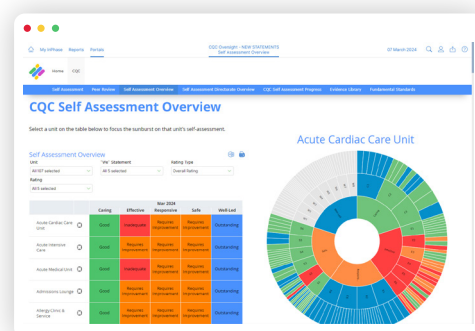 My InPhase Reports Portals
CQC Oversight - NEW STATEMENTS
Self Assessment Overview
07 March 2024
Home CQC
Self Assessment Peer Review Self Assessment Overview Self Assessment Directorate Overview CQC Self Assessment Progress Evidence Library Fundamental Standards
CQC Self Assessment Overview
Select a unit on the table below to focus the sunburst on that unit's self-assessment.
Acute Cardiac Care Unit
Self Assessment Overview
Unit "We" Statement Rating Type
All 107 selected All 5 selected Overall Rating
Rating
All 5 selected
Mar 2024
Caring Effective Responsive Safe Well-Led
Acute Cardiac Care Unit Good Inadequate Requires Improvement Requires Improvement Outstanding
Acute Intensive Care Good Requires Improvement Requires Improvement Requires Improvement Outstanding
Acute Medical Unit Good Inadequate Requires Improvement Requires Improvement Outstanding
Admissions Lounge Good Requires Improvement Requires Improvement Requires Improvement Outstanding
Allergy Clinic & Service Good Requires Improvement Requires Improvement Requires Improvement Outstanding